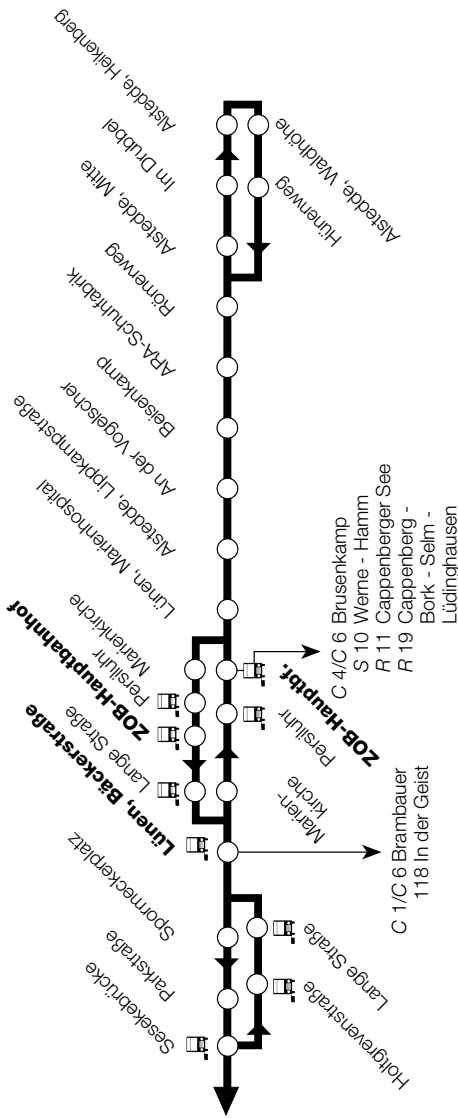 Alstedde, Heikenberg
Im Drubbel
Alstedde, Mitte
Römerweg
ARA-Schuhfabrik
Beisenkamp
An der Vogelscher
Alstedde, Lippkampstraße
Lünen, Marienhospital
Marienkirche
Persiluhr
ZOB-Hauptbahnhof
Lange Straße
Lünen, Bäckerstraße
Spormeckerplatz
Parkstraße
Sesekebrücke
Alstedde, Waldhöhe
Hünenweg
ZOB-Hauptbf.
Persiluhr
Marien-
kirche
Lange Straße
Holtgrevenstraße
C 4/C 6 Brusenkamp
S 10 Werne - Hamm
R 11 Cappenberger See
R 19 Cappenberg -
Bork - Selm -
Lüdinghausen
C 1/C 6 Brambauer
118 In der Geist